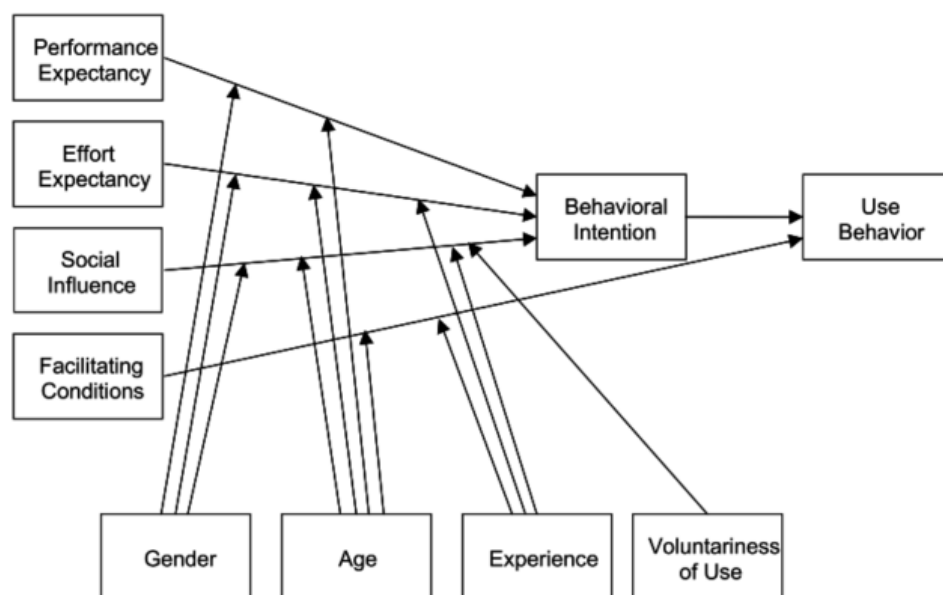 Performance
Expectancy
Effort
Expectancy
Social
Influence
Facilitating
Conditions
Behavioral
Intention
Use
Behavior
Gender
Age
Experience
Voluntariness
of Use